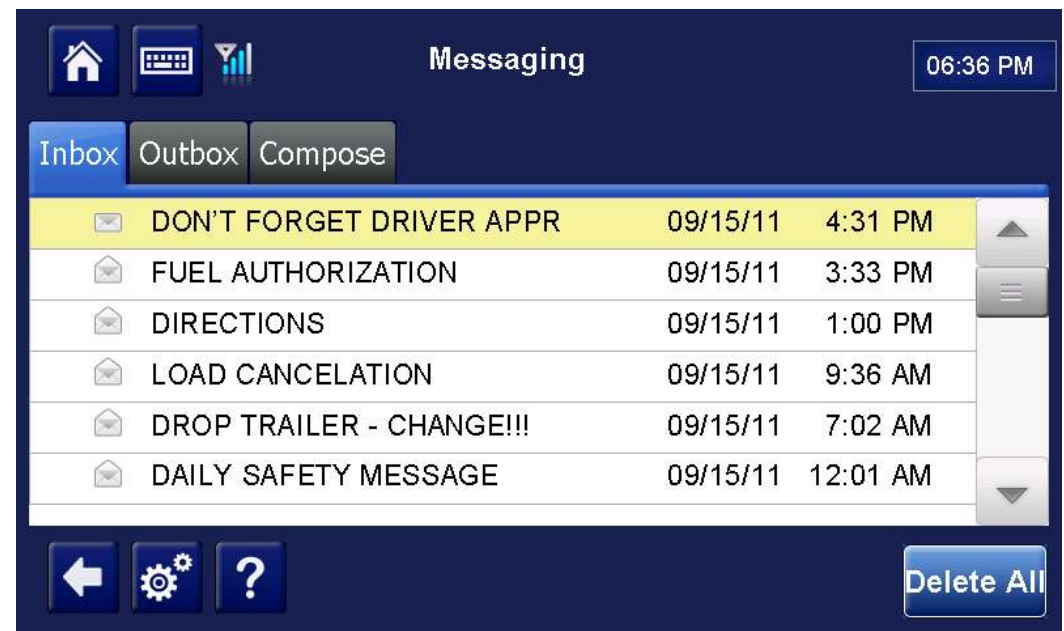 Messaging
06:36 PM
Inbox Outbox Compose
DON'T FORGET DRIVER APPR 09/15/11 4:31 PM
FUEL AUTHORIZATION 09/15/11 3:33 PM
DIRECTIONS 09/15/11 1:00 PM
LOAD CANCELATION 09/15/11 9:36 AM
DROP TRAILER - CHANGE!!! 09/15/11 7:02 AM
DAILY SAFETY MESSAGE 09/15/11 12:01 AM
?
Delete All